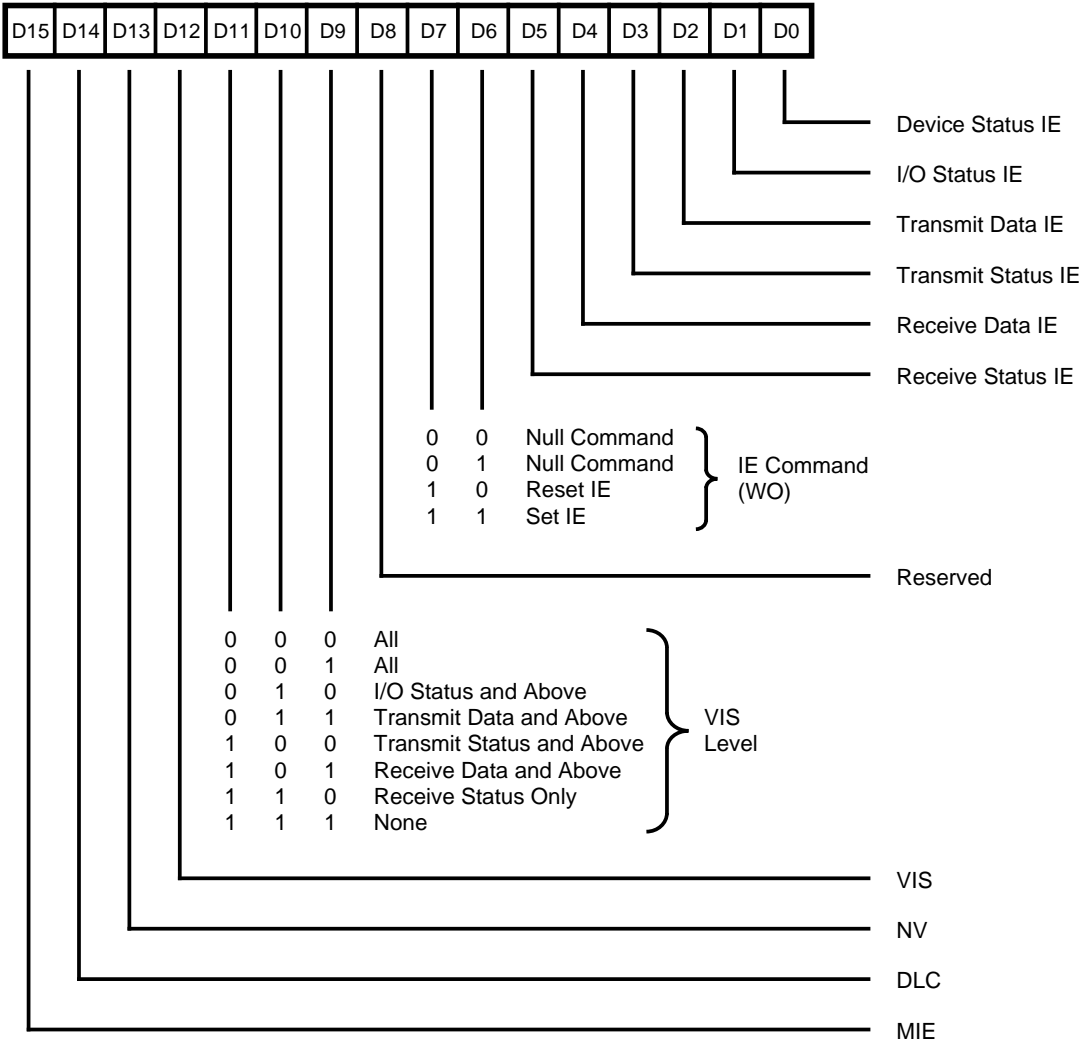 D15 D14 D13 D12 D11 D10 D9 D8 D7 D6 D5 D4 D3 D2 D1 D0
Device Status IE
I/O Status IE
Transmit Data IE
Transmit Status IE
Receive Data IE
Receive Status IE
0 0 Null Command
0 1 Null Command
1 0 Reset IE
1 1 Set IE
IE Command
(WO)
Reserved
0 0 0 All
0 0 1 All
0 1 0 I/O Status and Above
0 1 1 Transmit Data and Above
1 0 0 Transmit Status and Above
1 0 1 Receive Data and Above
1 1 0 Receive Status Only
1 1 1 None
VIS
Level
VIS
NV
DLC
MIE